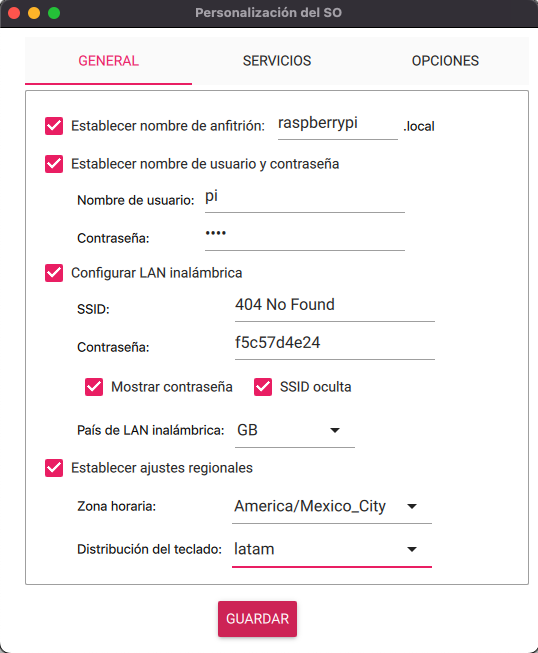 Personalización del SO
GENERAL SERVICIOS OPCIONES
Establecer nombre de anfitrión: raspberrypi .local
Establecer nombre de usuario y contraseña
Nombre de usuario: pi
Contraseña: ••••
Configurar LAN inalámbrica
SSID: 404 No Found
Contraseña: f5c57d4e24
Mostrar contraseña SSID oculta
País de LAN inalámbrica: GB
Establecer ajustes regionales
Zona horaria: America/Mexico_City
Distribución del teclado: latam
GUARDAR